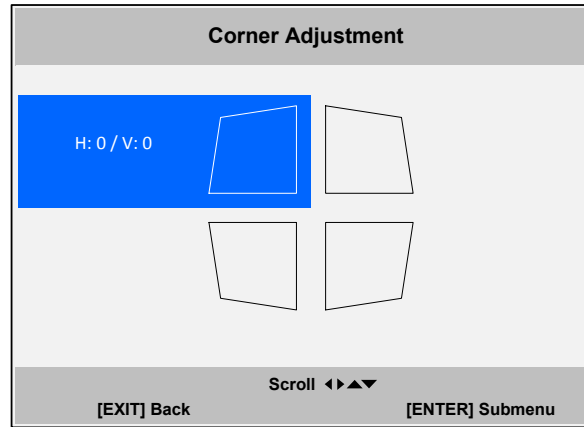 Corner Adjustment
H: 0 / V: 0
Scroll ◀▶▲▼
[EXIT] Back [ENTER] Submenu